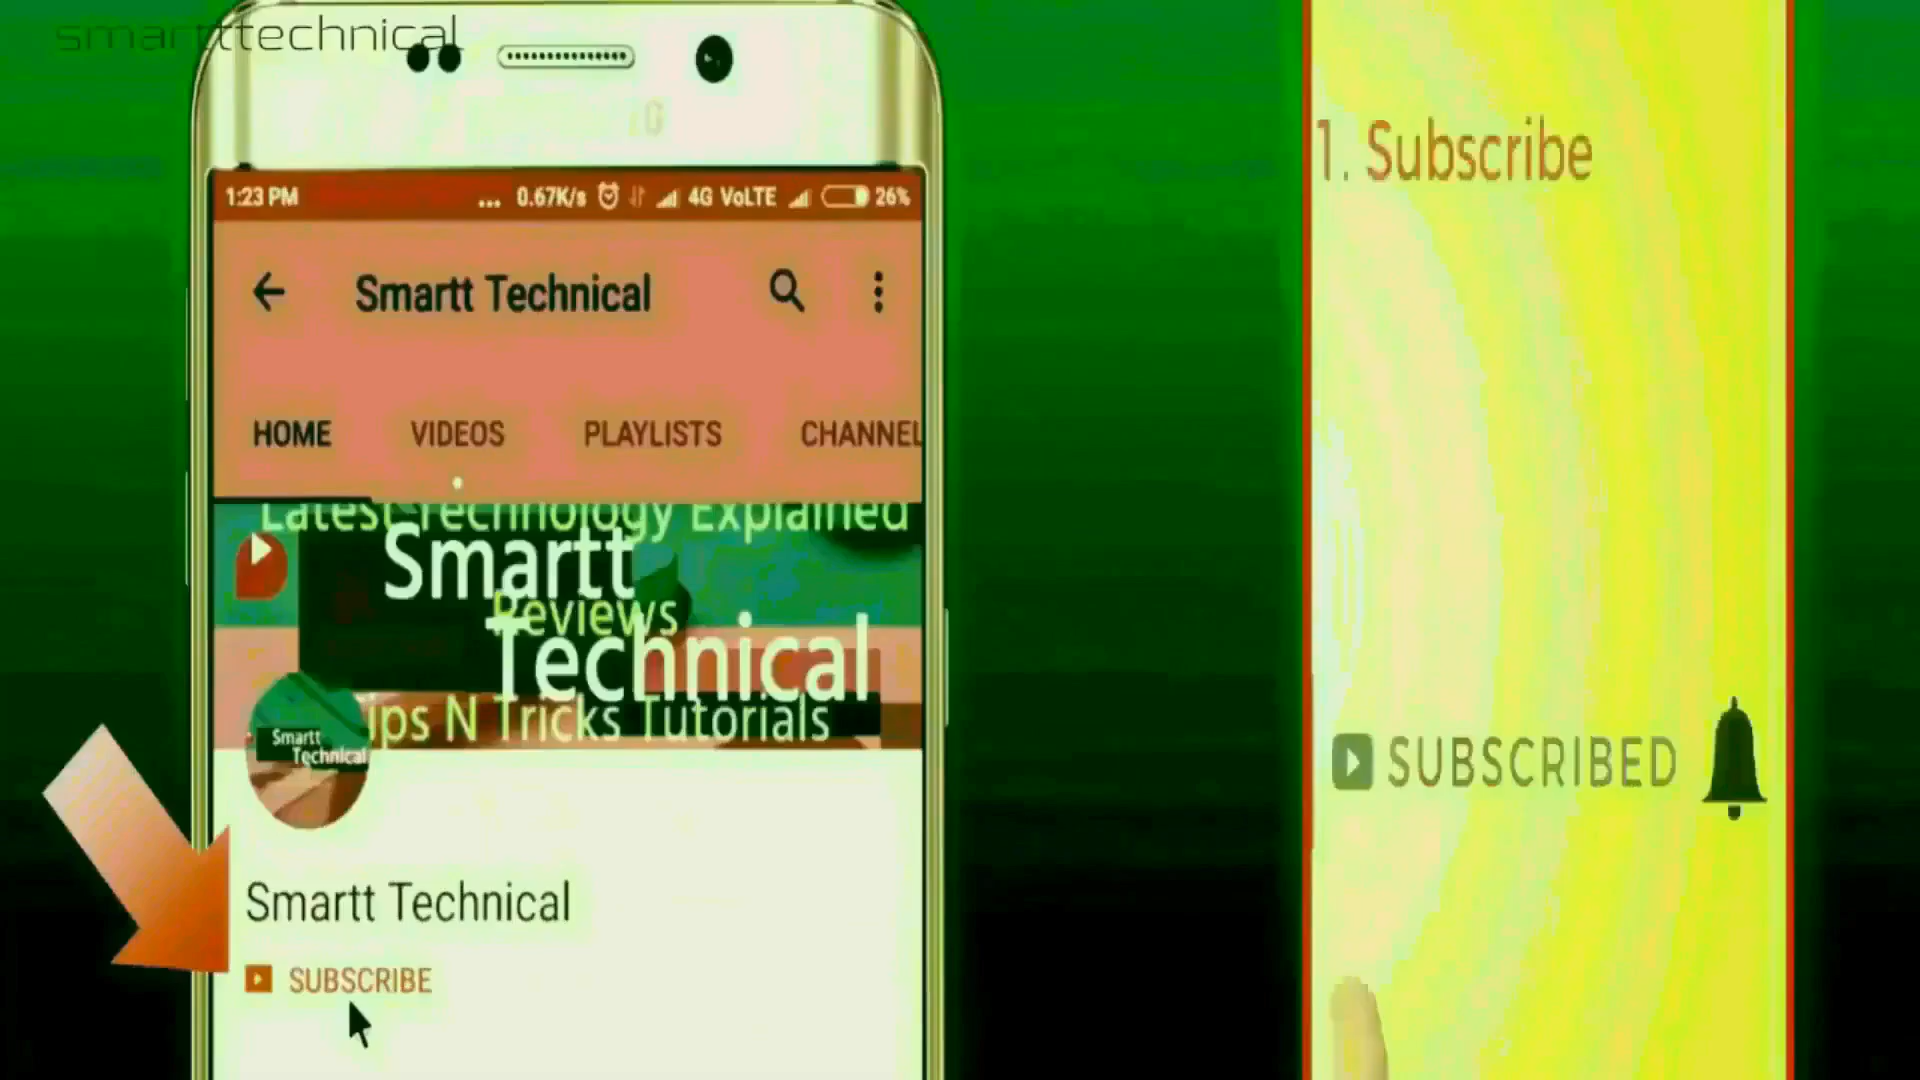 smarttechnical
1:23 PM ... 0.67K/s 4G VoLTE 26%
Smartt Technical
HOME VIDEOS PLAYLISTS CHANNEL
Latest Technology Explained
Smartt
Reviews
Technical
ips N Tricks Tutorials
Smartt
Technical
Smartt Technical
SUBSCRIBE
1. Subscribe
SUBSCRIBED